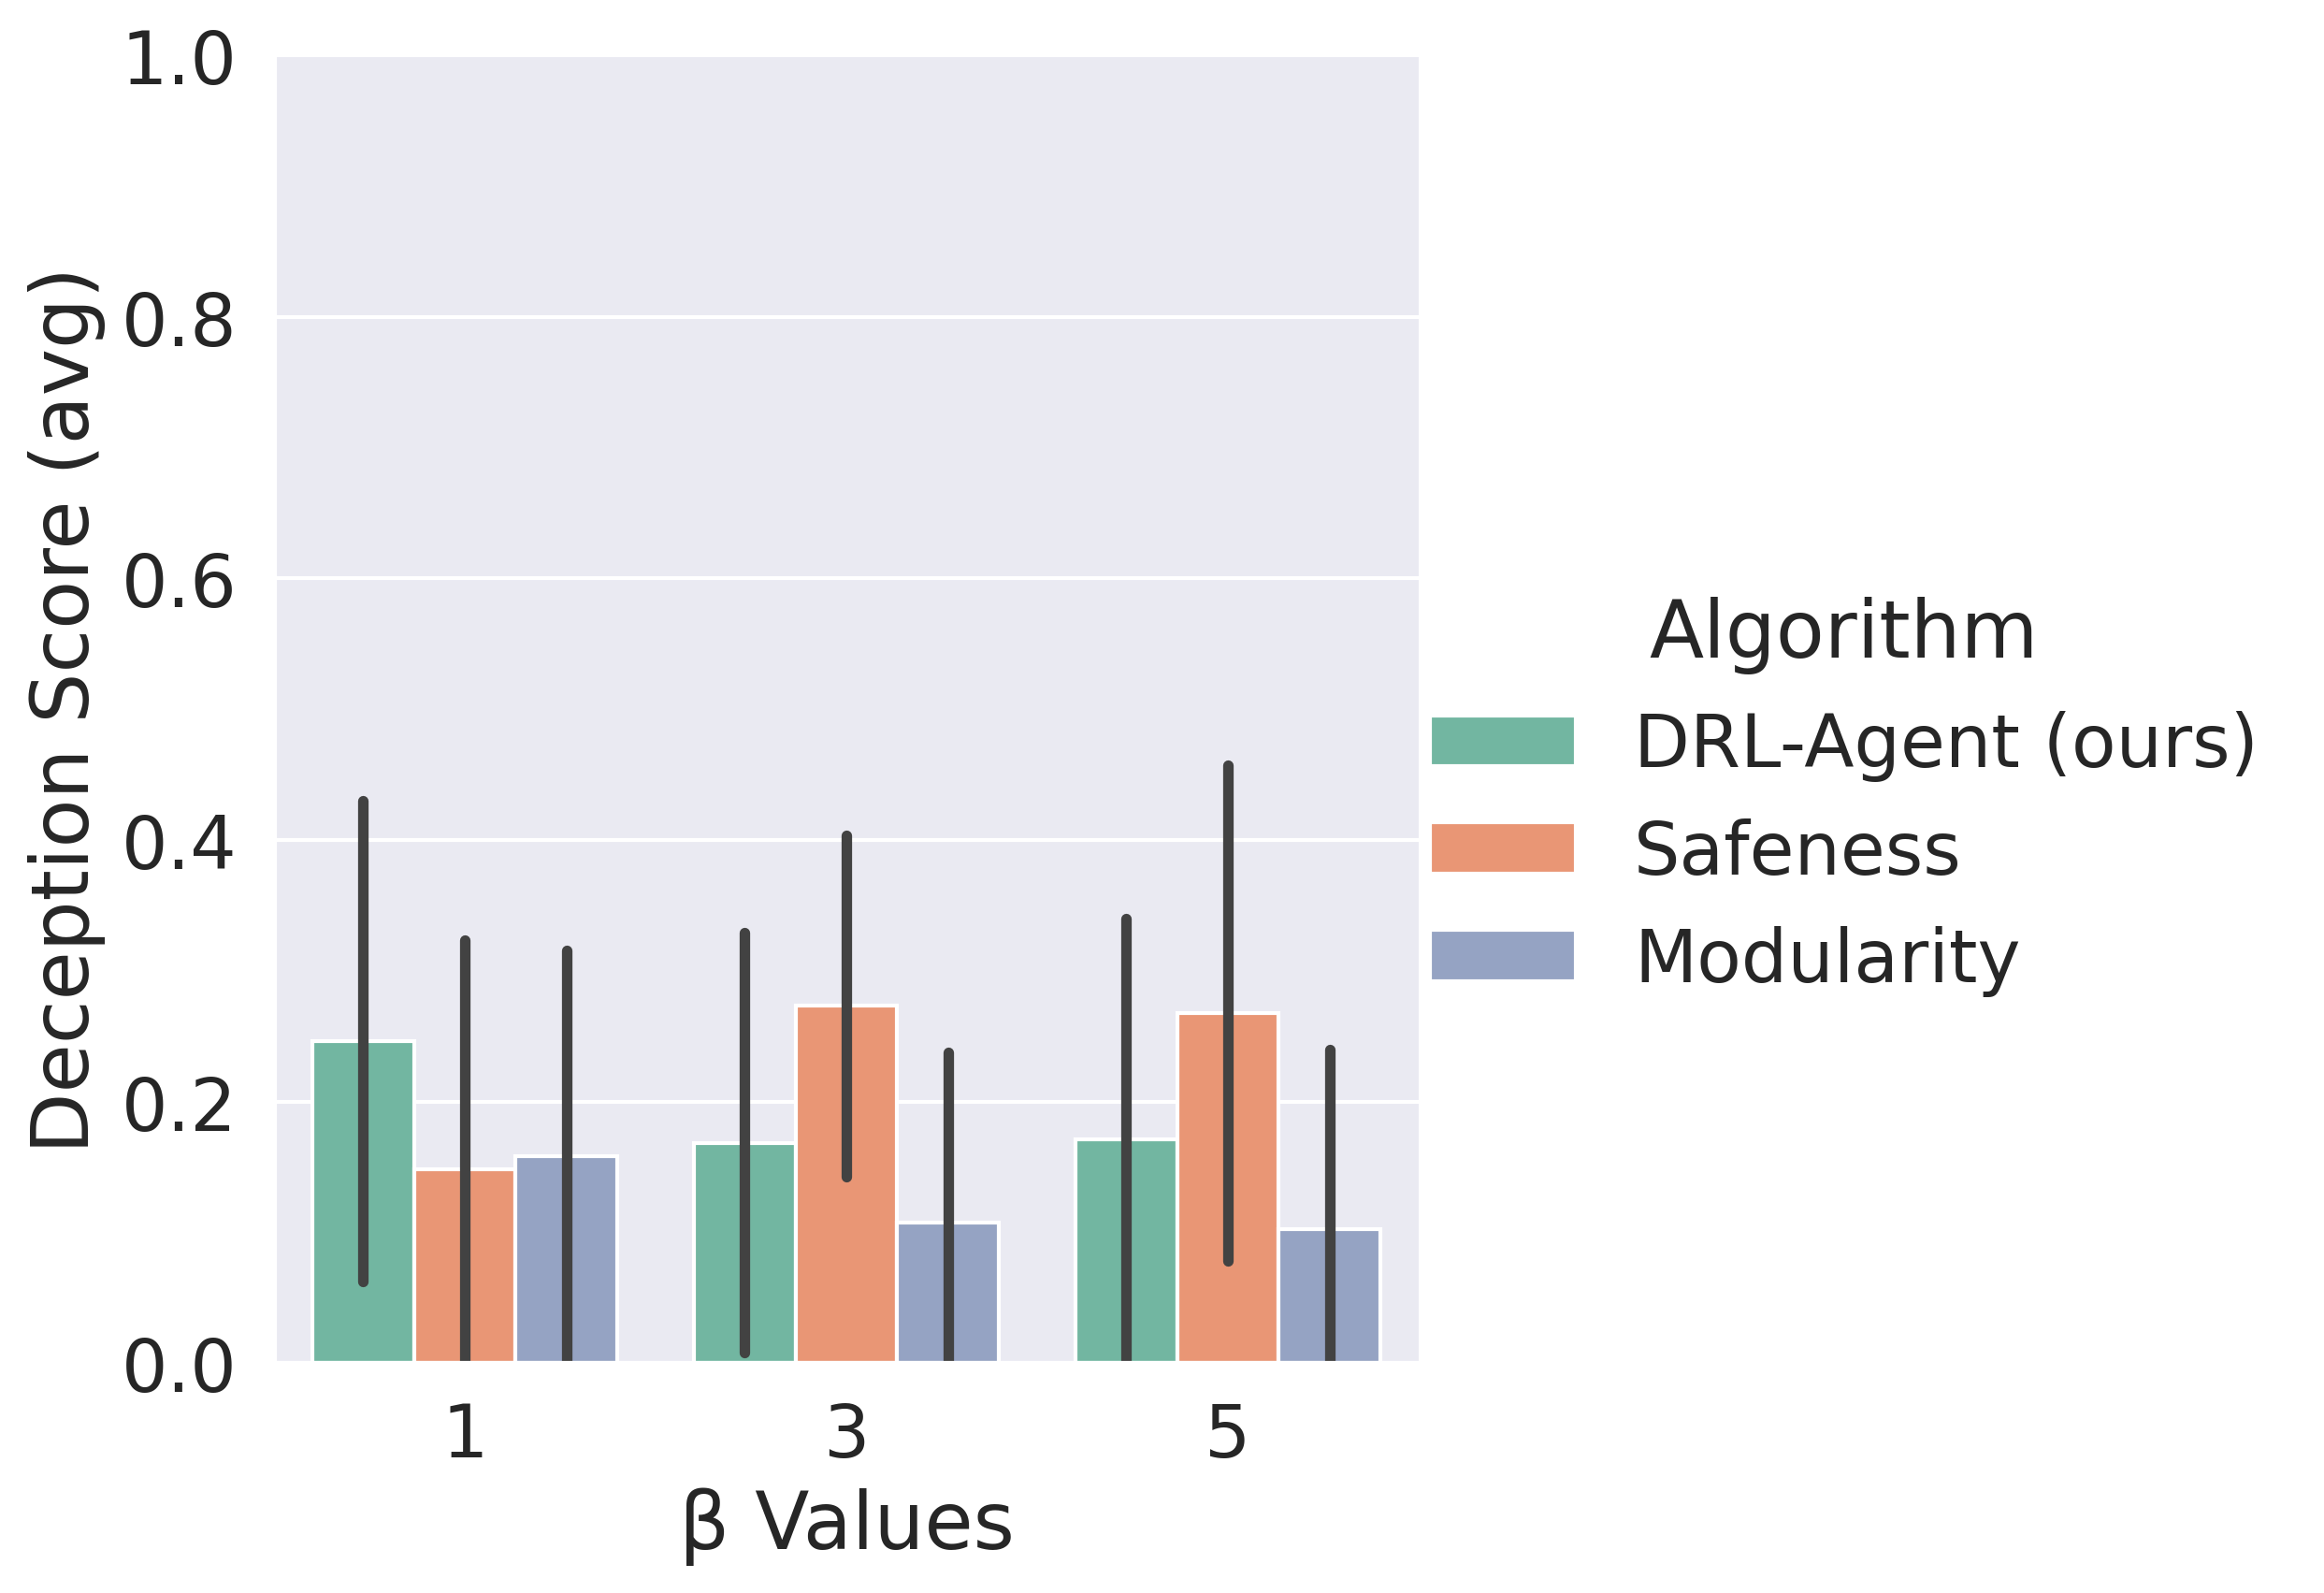 Deception Score (avg)
1.0
0.8
0.6
0.4
0.2
0.0
1 3 5
β Values
Algorithm
DRL-Agent (ours)
Safeness
Modularity